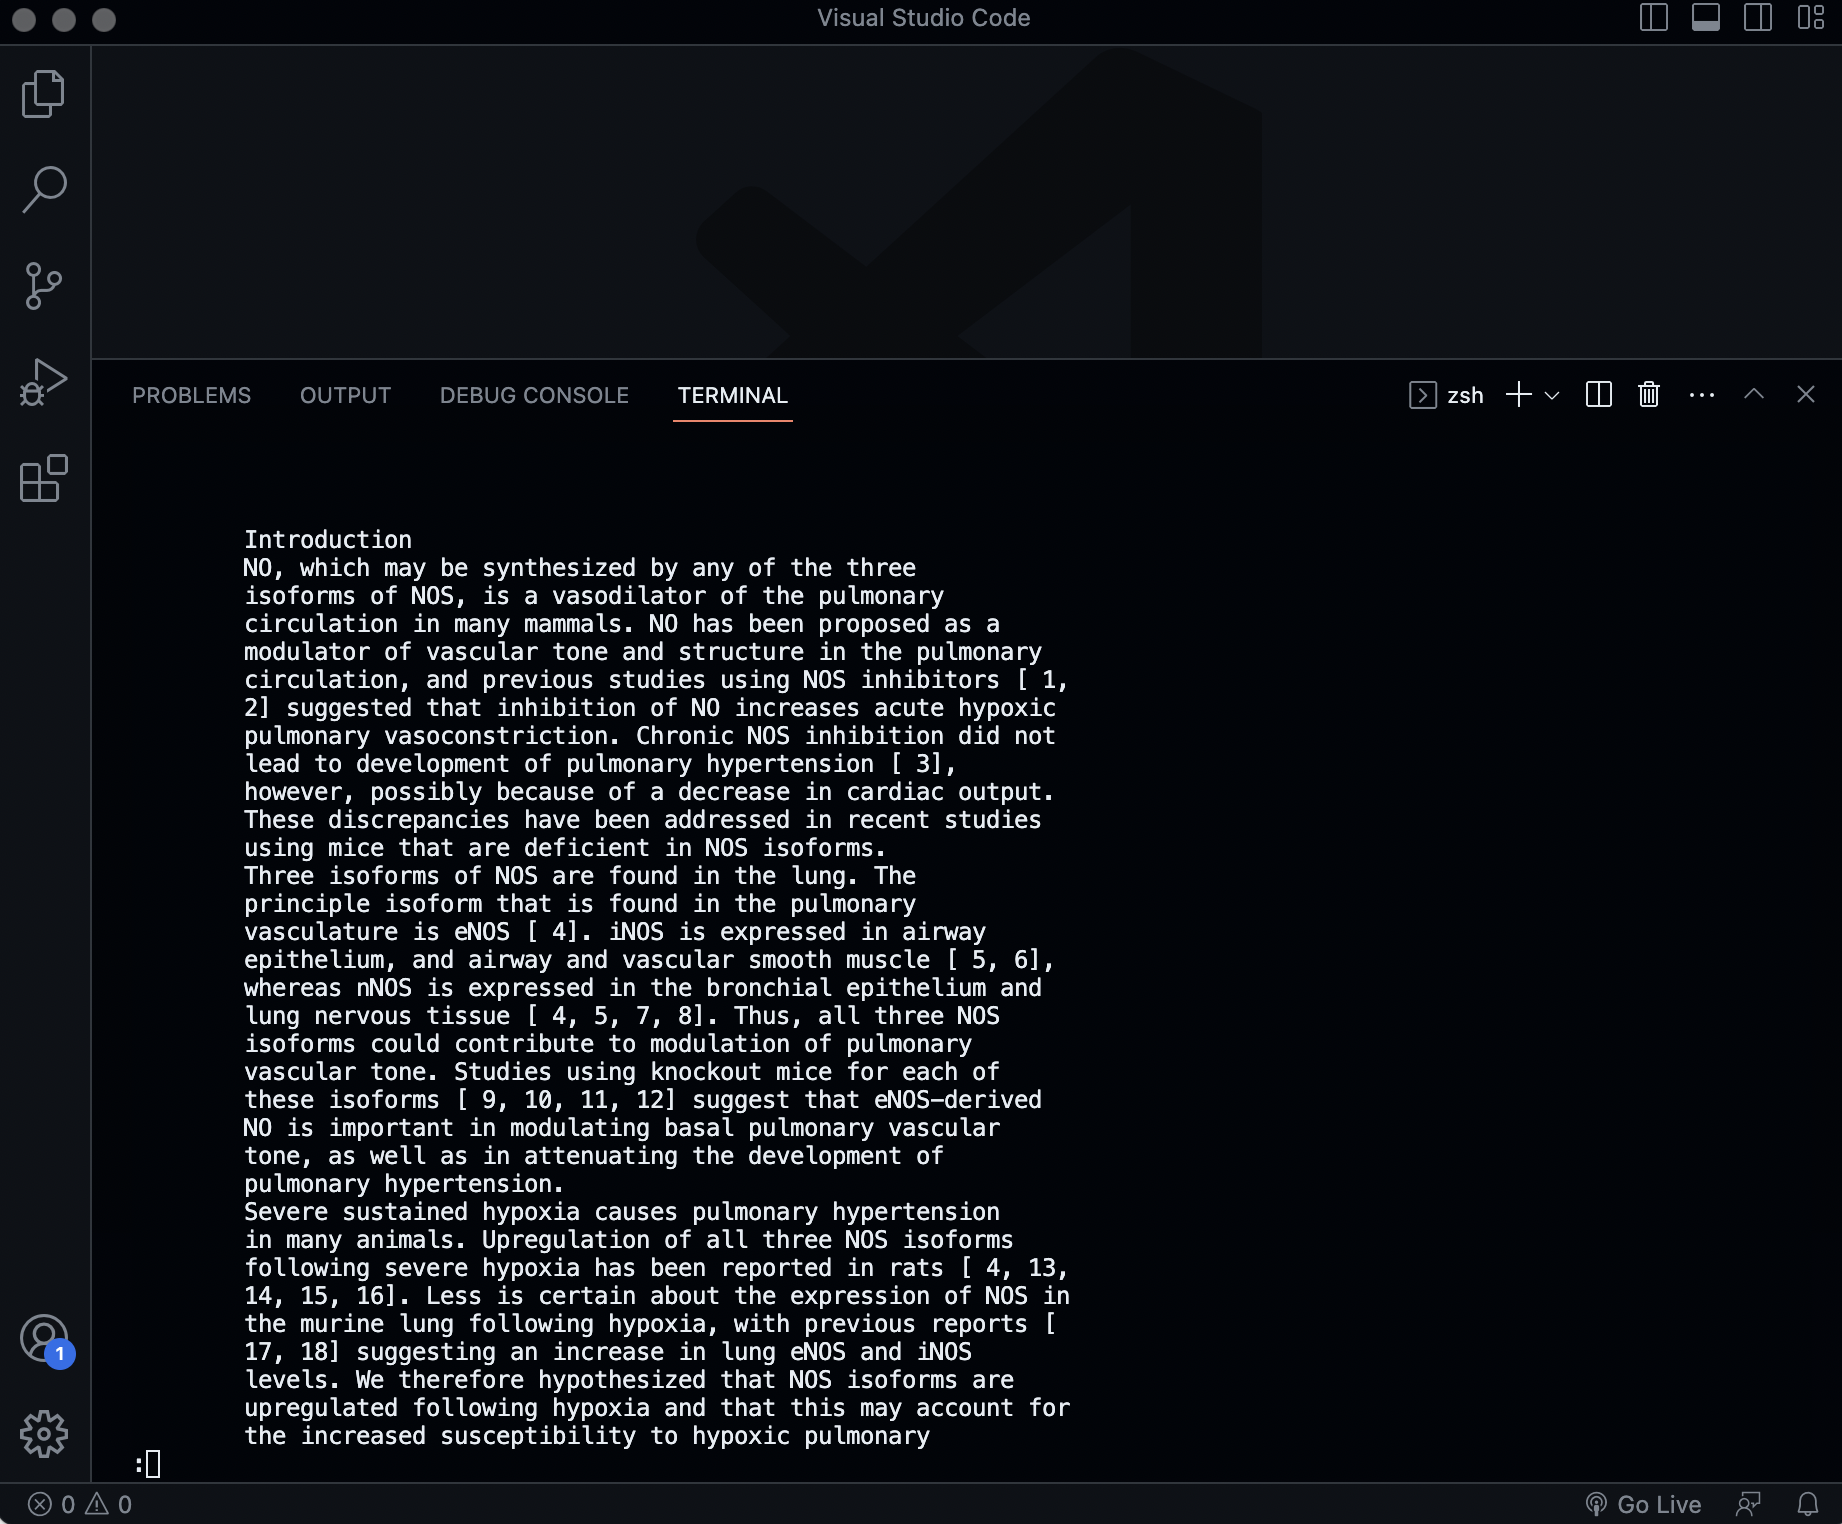 Visual Studio Code
PROBLEMS OUTPUT DEBUG CONSOLE TERMINAL zsh
Introduction
NO, which may be synthesized by any of the three
isoforms of NOS, is a vasodilator of the pulmonary
circulation in many mammals. NO has been proposed as a
modulator of vascular tone and structure in the pulmonary
circulation, and previous studies using NOS inhibitors [ 1,
2] suggested that inhibition of NO increases acute hypoxic
pulmonary vasoconstriction. Chronic NOS inhibition did not
lead to development of pulmonary hypertension [ 3],
however, possibly because of a decrease in cardiac output.
These discrepancies have been addressed in recent studies
using mice that are deficient in NOS isoforms.
Three isoforms of NOS are found in the lung. The
principle isoform that is found in the pulmonary
vasculature is eNOS [ 4]. iNOS is expressed in airway
epithelium, and airway and vascular smooth muscle [ 5, 6],
whereas nNOS is expressed in the bronchial epithelium and
lung nervous tissue [ 4, 5, 7, 8]. Thus, all three NOS
isoforms could contribute to modulation of pulmonary
vascular tone. Studies using knockout mice for each of
these isoforms [ 9, 10, 11, 12] suggest that eNOS-derived
NO is important in modulating basal pulmonary vascular
tone, as well as in attenuating the development of
pulmonary hypertension.
Severe sustained hypoxia causes pulmonary hypertension
in many animals. Upregulation of all three NOS isoforms
following severe hypoxia has been reported in rats [ 4, 13,
14, 15, 16]. Less is certain about the expression of NOS in
the murine lung following hypoxia, with previous reports [
17, 18] suggesting an increase in lung eNOS and iNOS
levels. We therefore hypothesized that NOS isoforms are
upregulated following hypoxia and that this may account for
the increased susceptibility to hypoxic pulmonary
:
1
0 0 Go Live